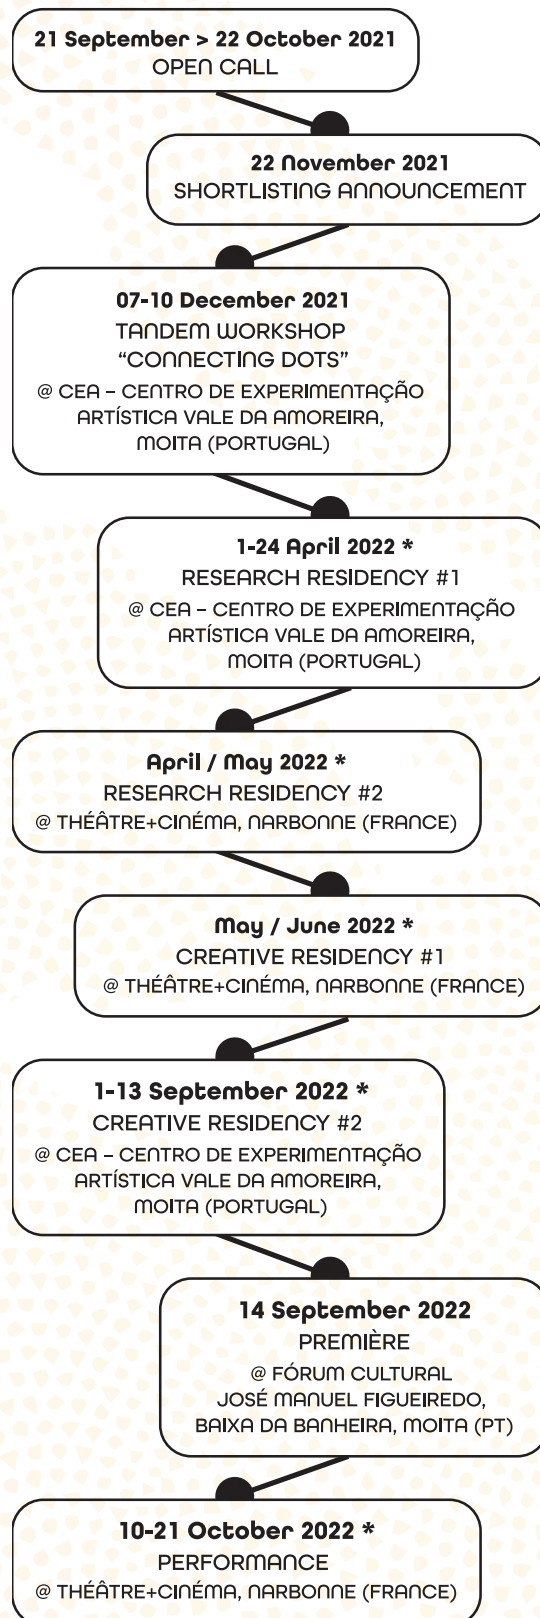 21 September > 22 October 2021
OPEN CALL
22 November 2021
SHORTLISTING ANNOUNCEMENT
07-10 December 2021
TANDEM WORKSHOP
“CONNECTING DOTS”
@ CEA – CENTRO DE EXPERIMENTAÇÃO
ARTÍSTICA VALE DA AMOREIRA,
MOITA (PORTUGAL)
1-24 April 2022 *
RESEARCH RESIDENCY #1
@ CEA – CENTRO DE EXPERIMENTAÇÃO
ARTÍSTICA VALE DA AMOREIRA,
MOITA (PORTUGAL)
April / May 2022 *
RESEARCH RESIDENCY #2
@ THÉÂTRE+CINÉMA, NARBONNE (FRANCE)
May / June 2022 *
CREATIVE RESIDENCY #1
@ THÉÂTRE+CINÉMA, NARBONNE (FRANCE)
1-13 September 2022 *
CREATIVE RESIDENCY #2
@ CEA – CENTRO DE EXPERIMENTAÇÃO
ARTÍSTICA VALE DA AMOREIRA,
MOITA (PORTUGAL)
14 September 2022
PREMIÈRE
@ FÓRUM CULTURAL
JOSÉ MANUEL FIGUEIREDO,
BAIXA DA BANHEIRA, MOITA (PT)
10-21 October 2022 *
PERFORMANCE
@ THÉÂTRE+CINÉMA, NARBONNE (FRANCE)